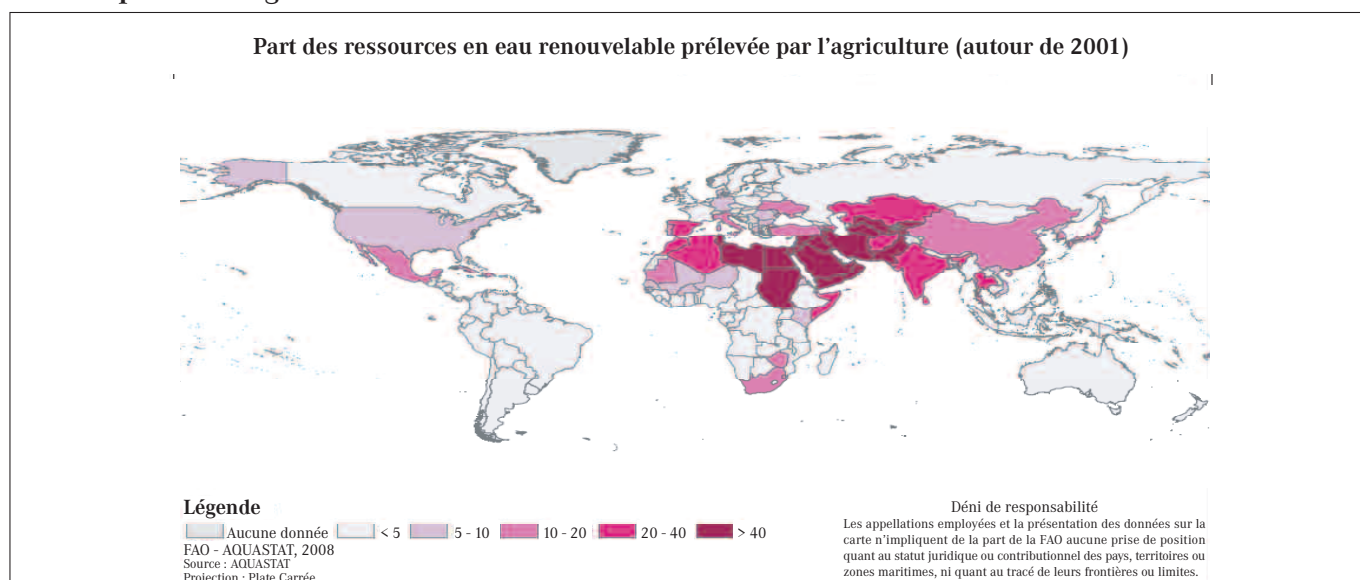 Part des ressources en eau renouvelable prélevée par l’agriculture (autour de 2001)
Légende
Aucune donnée < 5 5 - 10 10 - 20 20 - 40 > 40
FAO - AQUASTAT, 2008
Source : AQUASTAT
Projection : Plate Carrée
Déni de responsabilité
Les appellations employées et la présentation des données sur la
carte n’impliquent de la part de la FAO aucune prise de position
quant au statut juridique ou contributionnel des pays, territoires ou
zones maritimes, ni quant au tracé de leurs frontières ou limites.